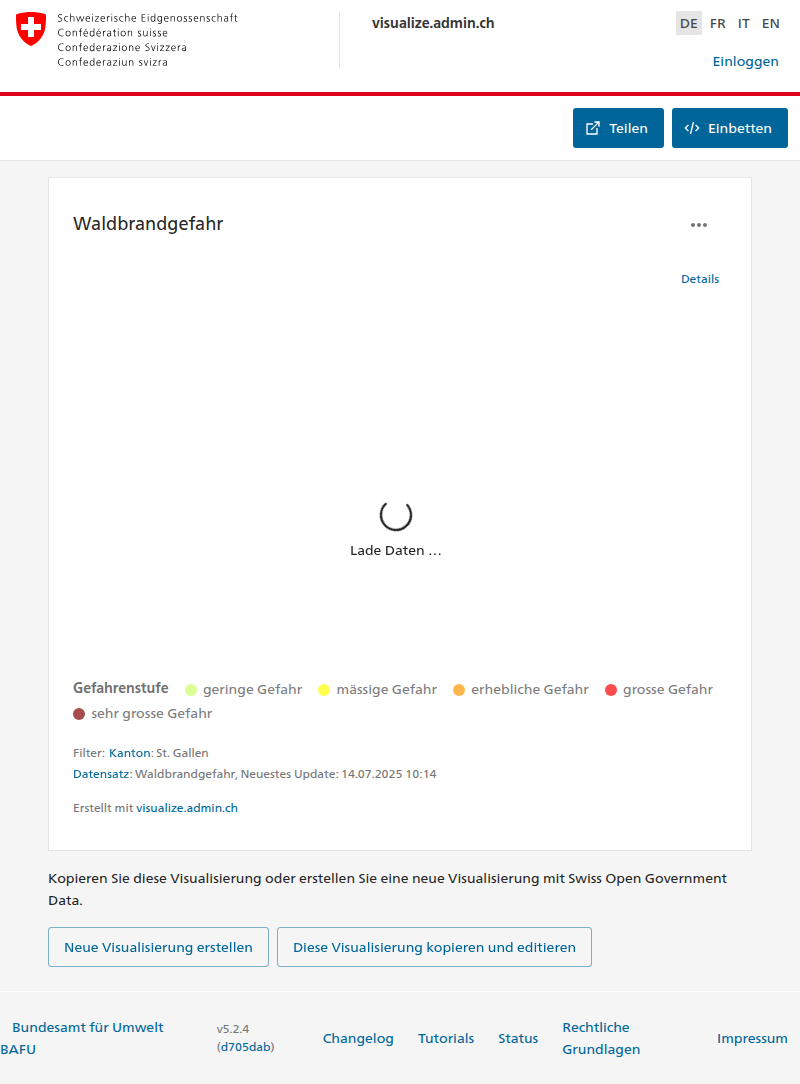 Schweizerische Eidgenossenschaft
Confédération suisse
Confederazione Svizzera
Confederaziun svizra
visualize.admin.ch
DE FR IT EN
Einloggen
Teilen
Einbetten
Waldbrandgefahr
Details
Lade Daten …
Gefahrenstufe geringe Gefahr mässige Gefahr erhebliche Gefahr grosse Gefahr
sehr grosse Gefahr
Filter: Kanton: St. Gallen
Datensatz: Waldbrandgefahr, Neuestes Update: 14.07.2025 10:14
Erstellt mit visualize.admin.ch
Kopieren Sie diese Visualisierung oder erstellen Sie eine neue Visualisierung mit Swiss Open Government
Data.
Neue Visualisierung erstellen
Diese Visualisierung kopieren und editieren
Bundesamt für Umwelt
BAFU
v5.2.4
(d705dab)
Changelog
Tutorials
Status
Rechtliche
Grundlagen
Impressum